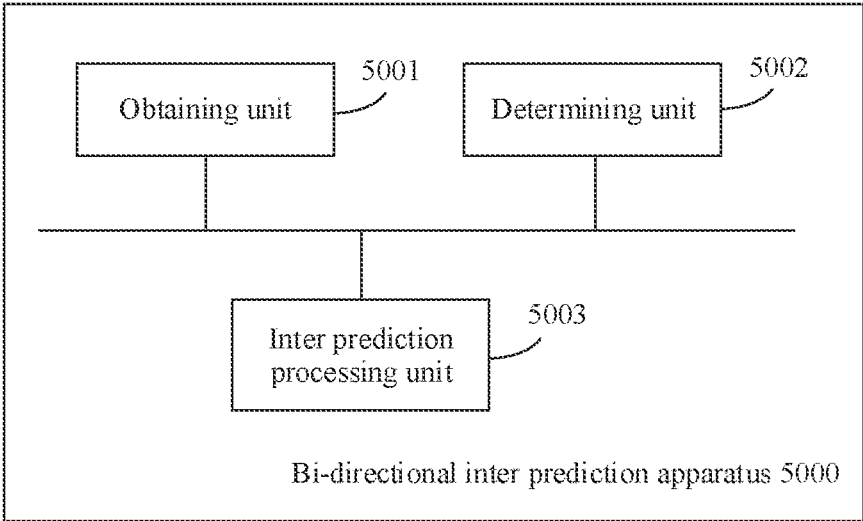 5001
5002
Obtaining unit
Determining unit
5003
Inter prediction
processing unit
Bi-directional inter prediction apparatus 5000